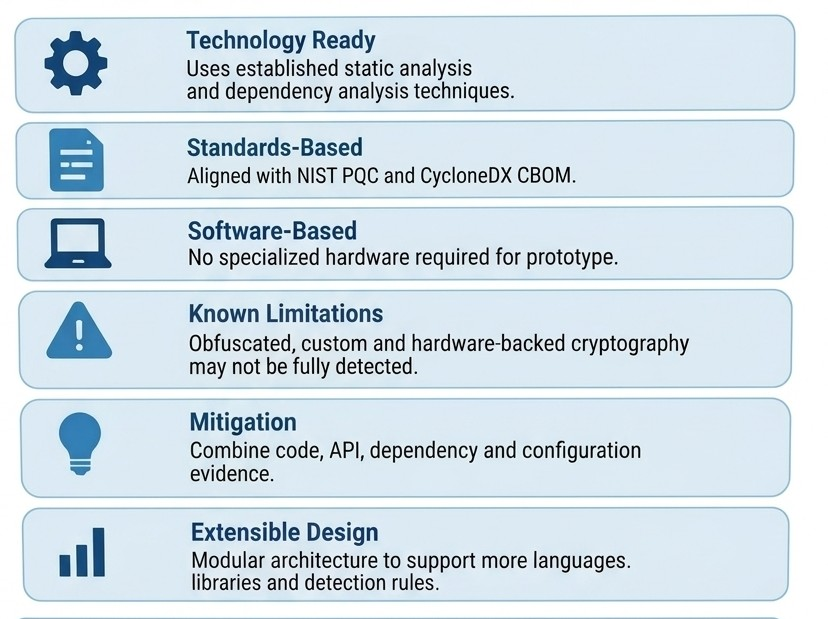 Technology Ready
Uses established static analysis
and dependency analysis techniques.
Standards-Based
Aligned with NIST PQC and CycloneDX CBOM.
Software-Based
No specialized hardware required for prototype.
Known Limitations
Obfuscated, custom and hardware-backed cryptography
may not be fully detected.
Mitigation
Combine code, API, dependency and configuration
evidence.
Extensible Design
Modular architecture to support more languages.
libraries and detection rules.